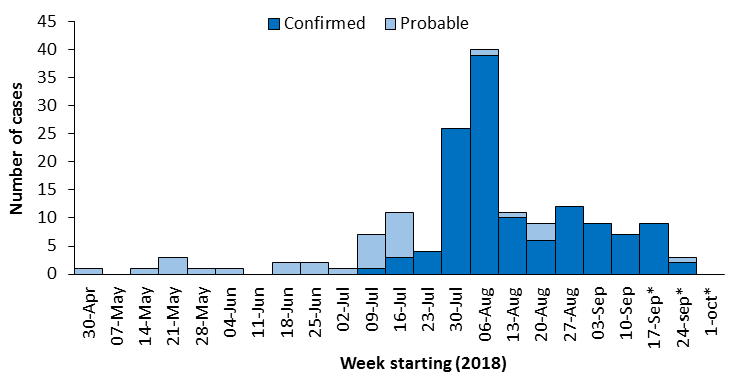 Confirmed Probable
Number of cases
45
40
35
30
25
20
15
10
5
0
30-Apr
07-May
14-May
21-May
28-May
04-Jun
11-Jun
18-Jun
25-Jun
02-Jul
09-Jul
16-Jul
23-Jul
30-Jul
06-Aug
13-Aug
20-Aug
27-Aug
03-Sep
10-Sep
17-Sep*
24-sep*
1-oct*
Week starting (2018)